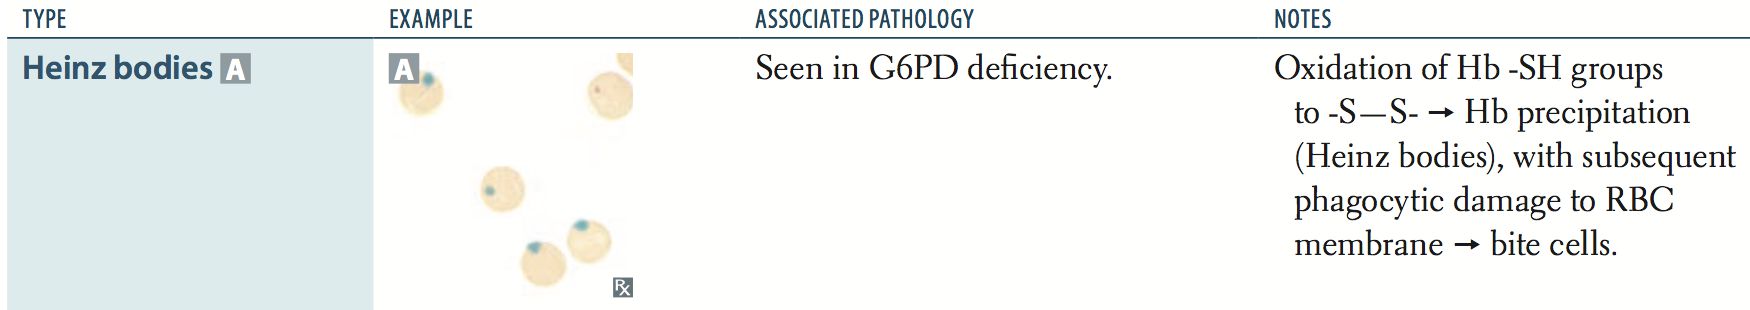 TYPE EXAMPLE ASSOCIATED PATHOLOGY NOTES
Heinz bodies A
A
Seen in G6PD deficiency.
Oxidation of Hb -SH groups
to -S—S- → Hb precipitation
(Heinz bodies), with subsequent
phagocytic damage to RBC
membrane → bite cells.
Rx